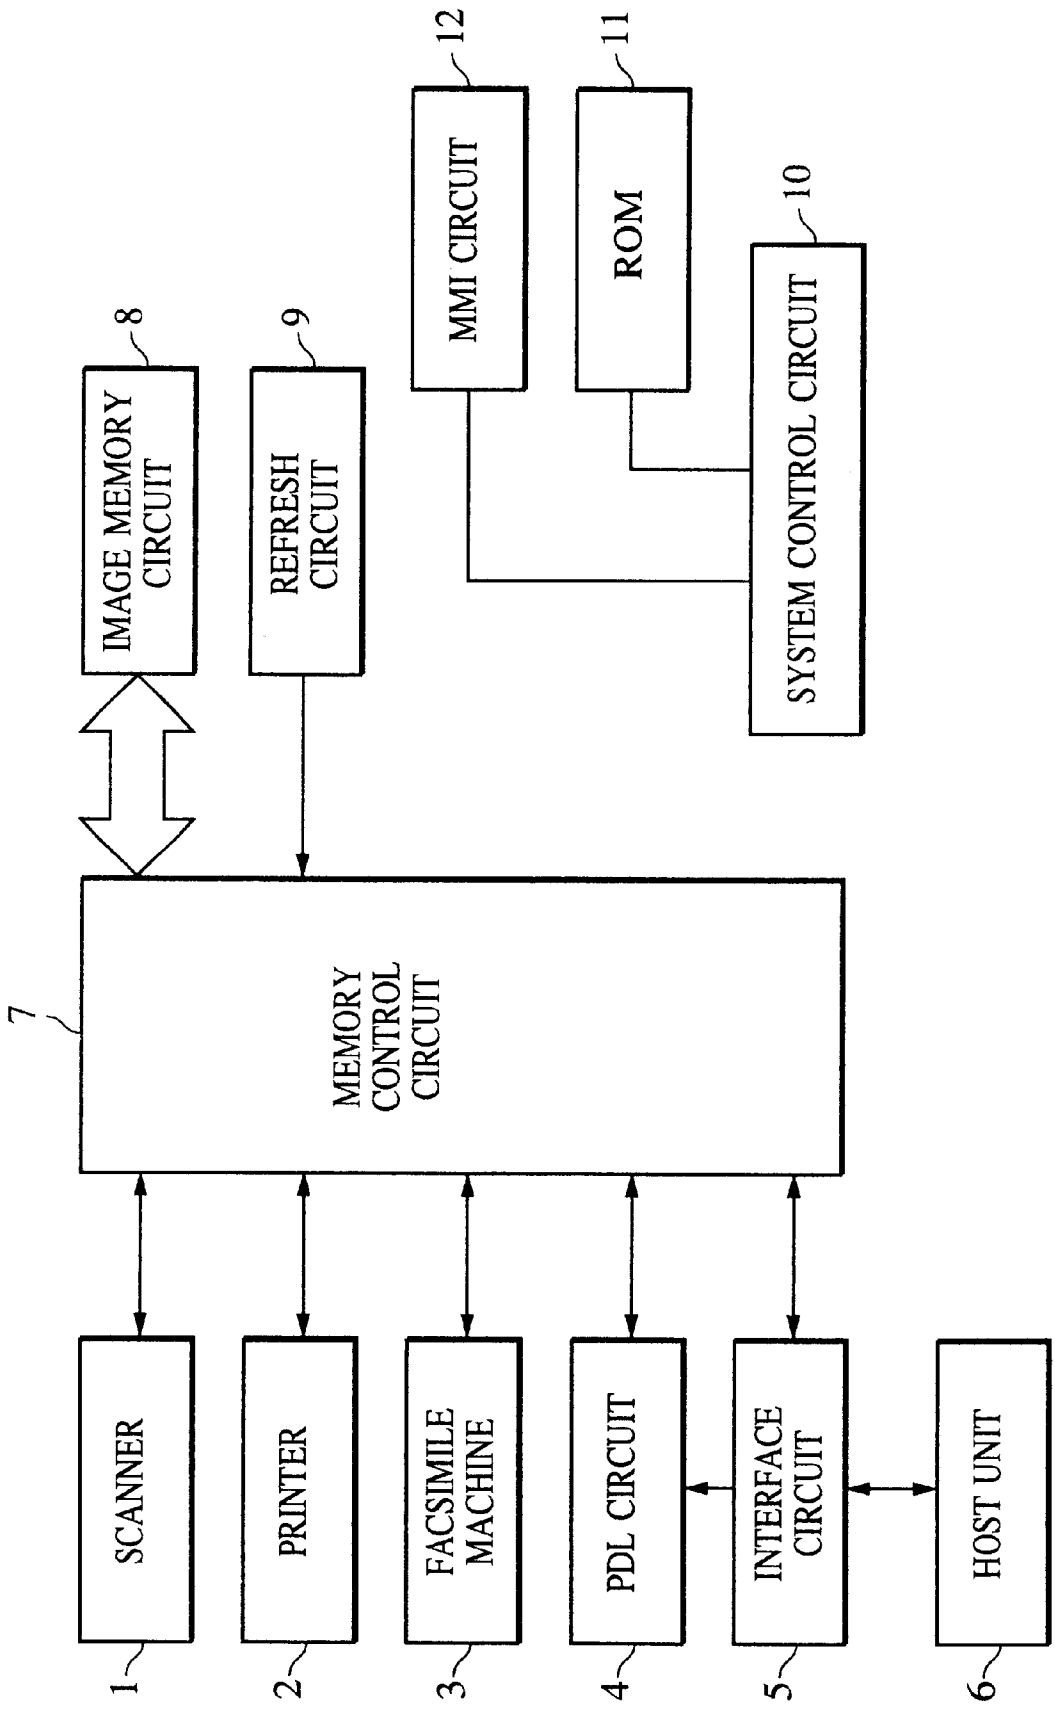 1
SCANNER
2
PRINTER
3
FACSIMILE
MACHINE
4
PDL CIRCUIT
5
INTERFACE
CIRCUIT
6
HOST UNIT
7
MEMORY
CONTROL
CIRCUIT
8
IMAGE MEMORY
CIRCUIT
9
REFRESH
CIRCUIT
12
MMI CIRCUIT
11
ROM
10
SYSTEM CONTROL CIRCUIT